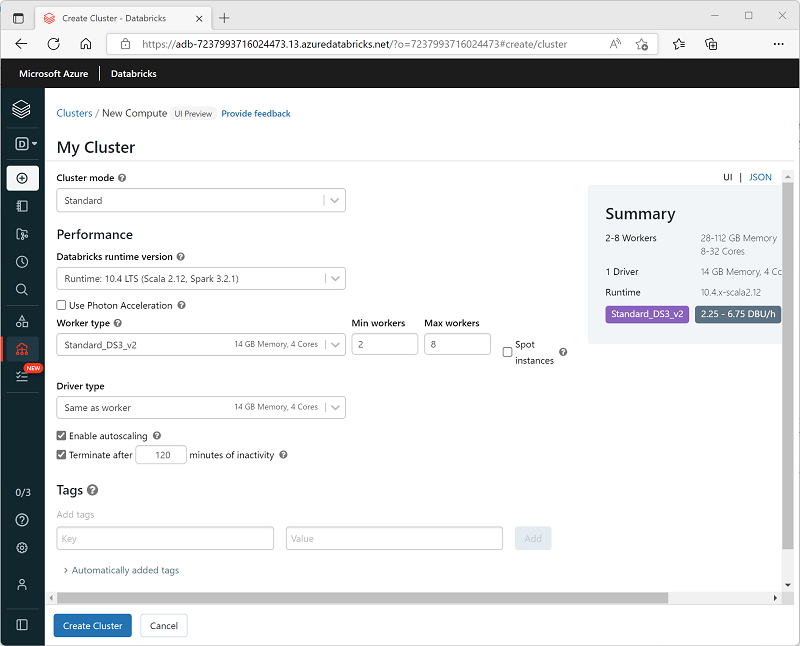 Create Cluster - Databricks
https://adb-7237993716024473.13.azuredatabricks.net/?o=7237993716024473#create/cluster
Microsoft Azure | Databricks
Clusters / New Compute UI Preview Provide feedback
My Cluster
UI | JSON
Cluster mode
Standard
Performance
Databricks runtime version
Runtime: 10.4 LTS (Scala 2.12, Spark 3.2.1)
Use Photon Acceleration
Worker type Min workers Max workers
Standard_DS3_v2 14 GB Memory, 4 Cores 2 8
Spot
instances
Driver type
Same as worker 14 GB Memory, 4 Cores
Enable autoscaling
Terminate after 120 minutes of inactivity
Tags
Add tags
Key Value Add
Automatically added tags
Summary
2-8 Workers 28-112 GB Memory
8-32 Cores
1 Driver 14 GB Memory, 4 Cc
Runtime 10.4.x-scala2.12
Standard_DS3_v2 2.25 - 6.75 DBU/h
D
NEW
0/3
Create Cluster Cancel